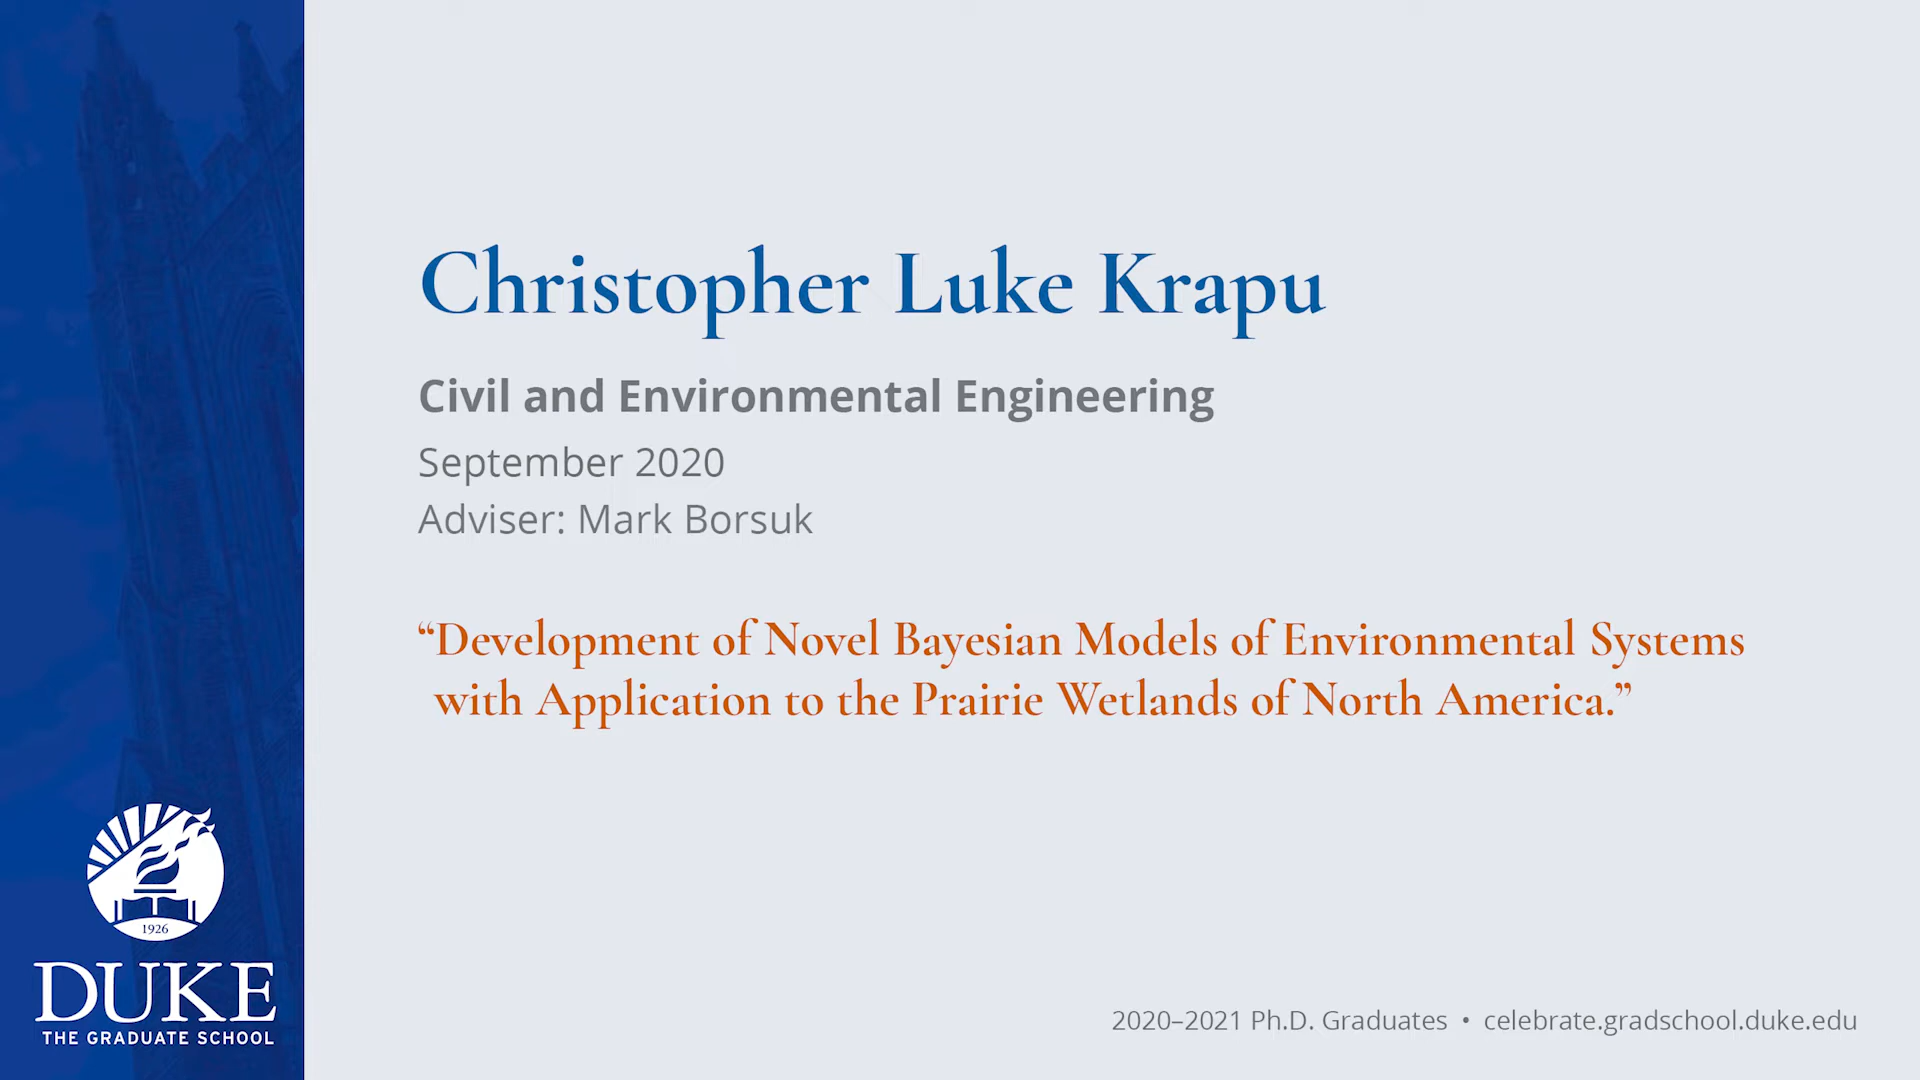 Christopher Luke Krapu
Civil and Environmental Engineering
September 2020
Adviser: Mark Borsuk
“Development of Novel Bayesian Models of Environmental Systems
with Application to the Prairie Wetlands of North America.”
1926
DUKE
THE GRADUATE SCHOOL
2020–2021 Ph.D. Graduates • celebrate.gradschool.duke.edu